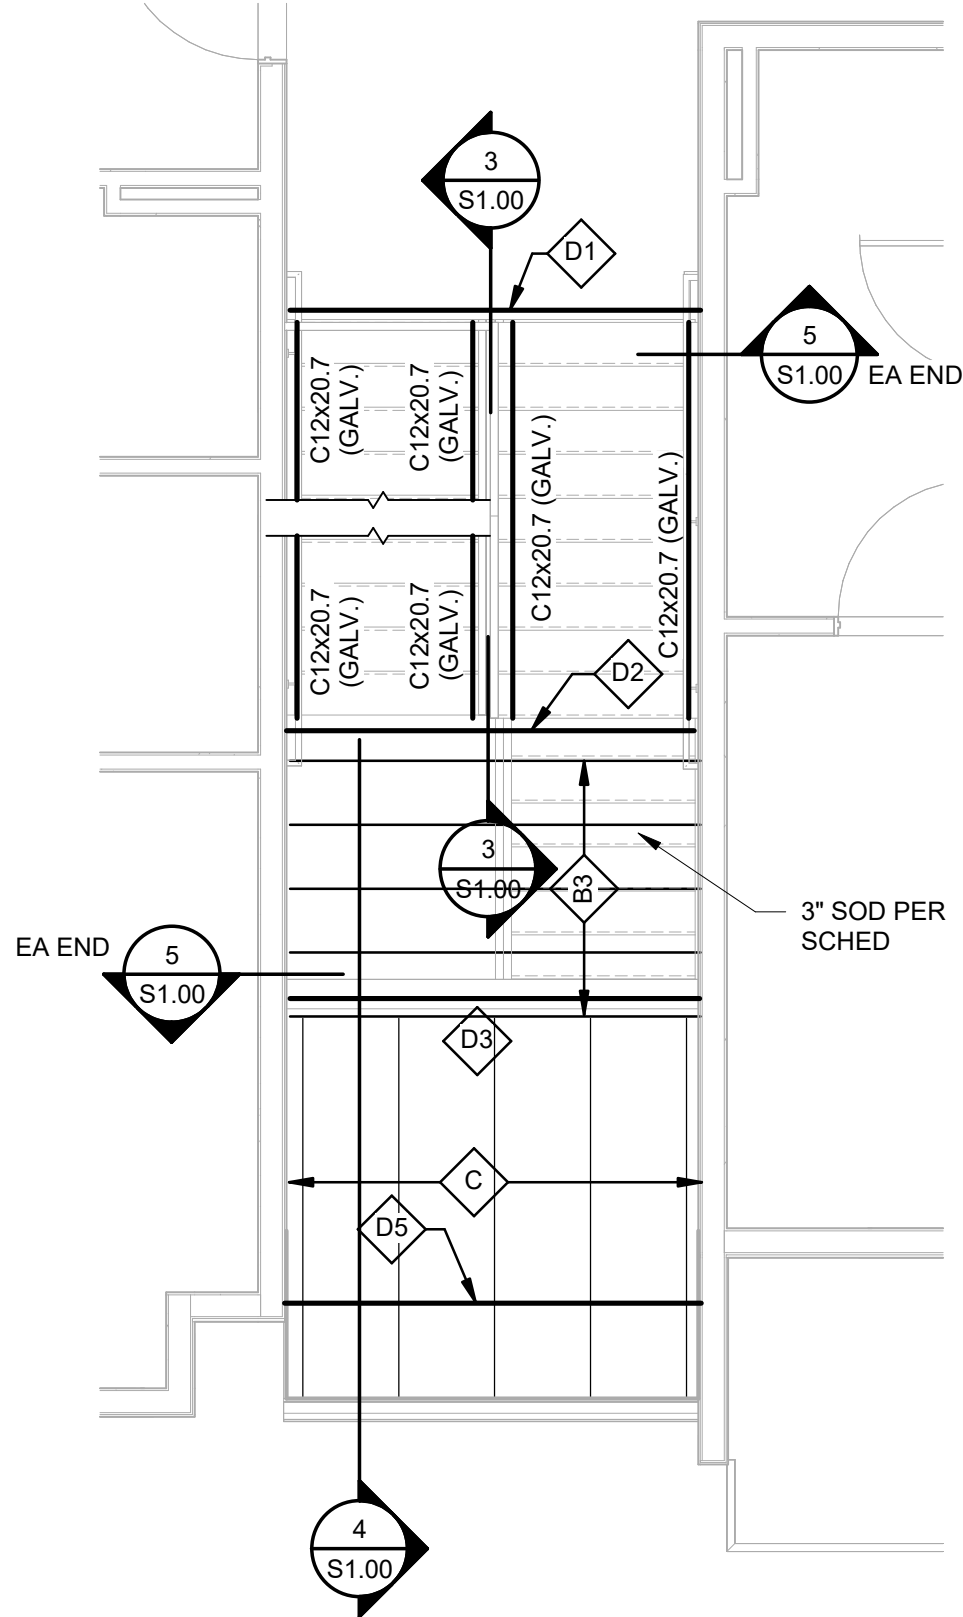 3
S1.00
D1
5
S1.00
EA END
C12x20.7
(GALV.)
C12x20.7
(GALV.)
C12x20.7 (GALV.)
C12x20.7 (GALV.)
C12x20.7
(GALV.)
C12x20.7
(GALV.)
D2
3
S1.00
B3
3" SOD PER
SCHED
EA END
5
S1.00
D3
C
D5
4
S1.00